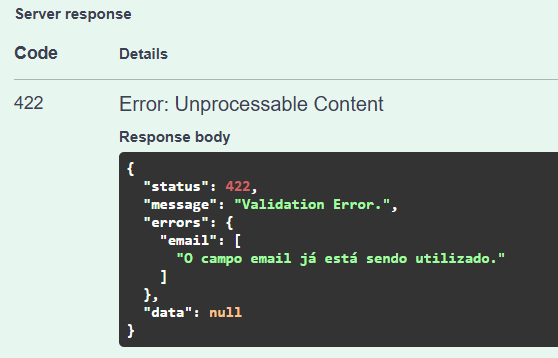 Server response
Code Details
422 Error: Unprocessable Content
Response body
{
"status": 422,
"message": "Validation Error.",
"errors": {
"email": [
"O campo email já está sendo utilizado."
]
},
"data": null
}